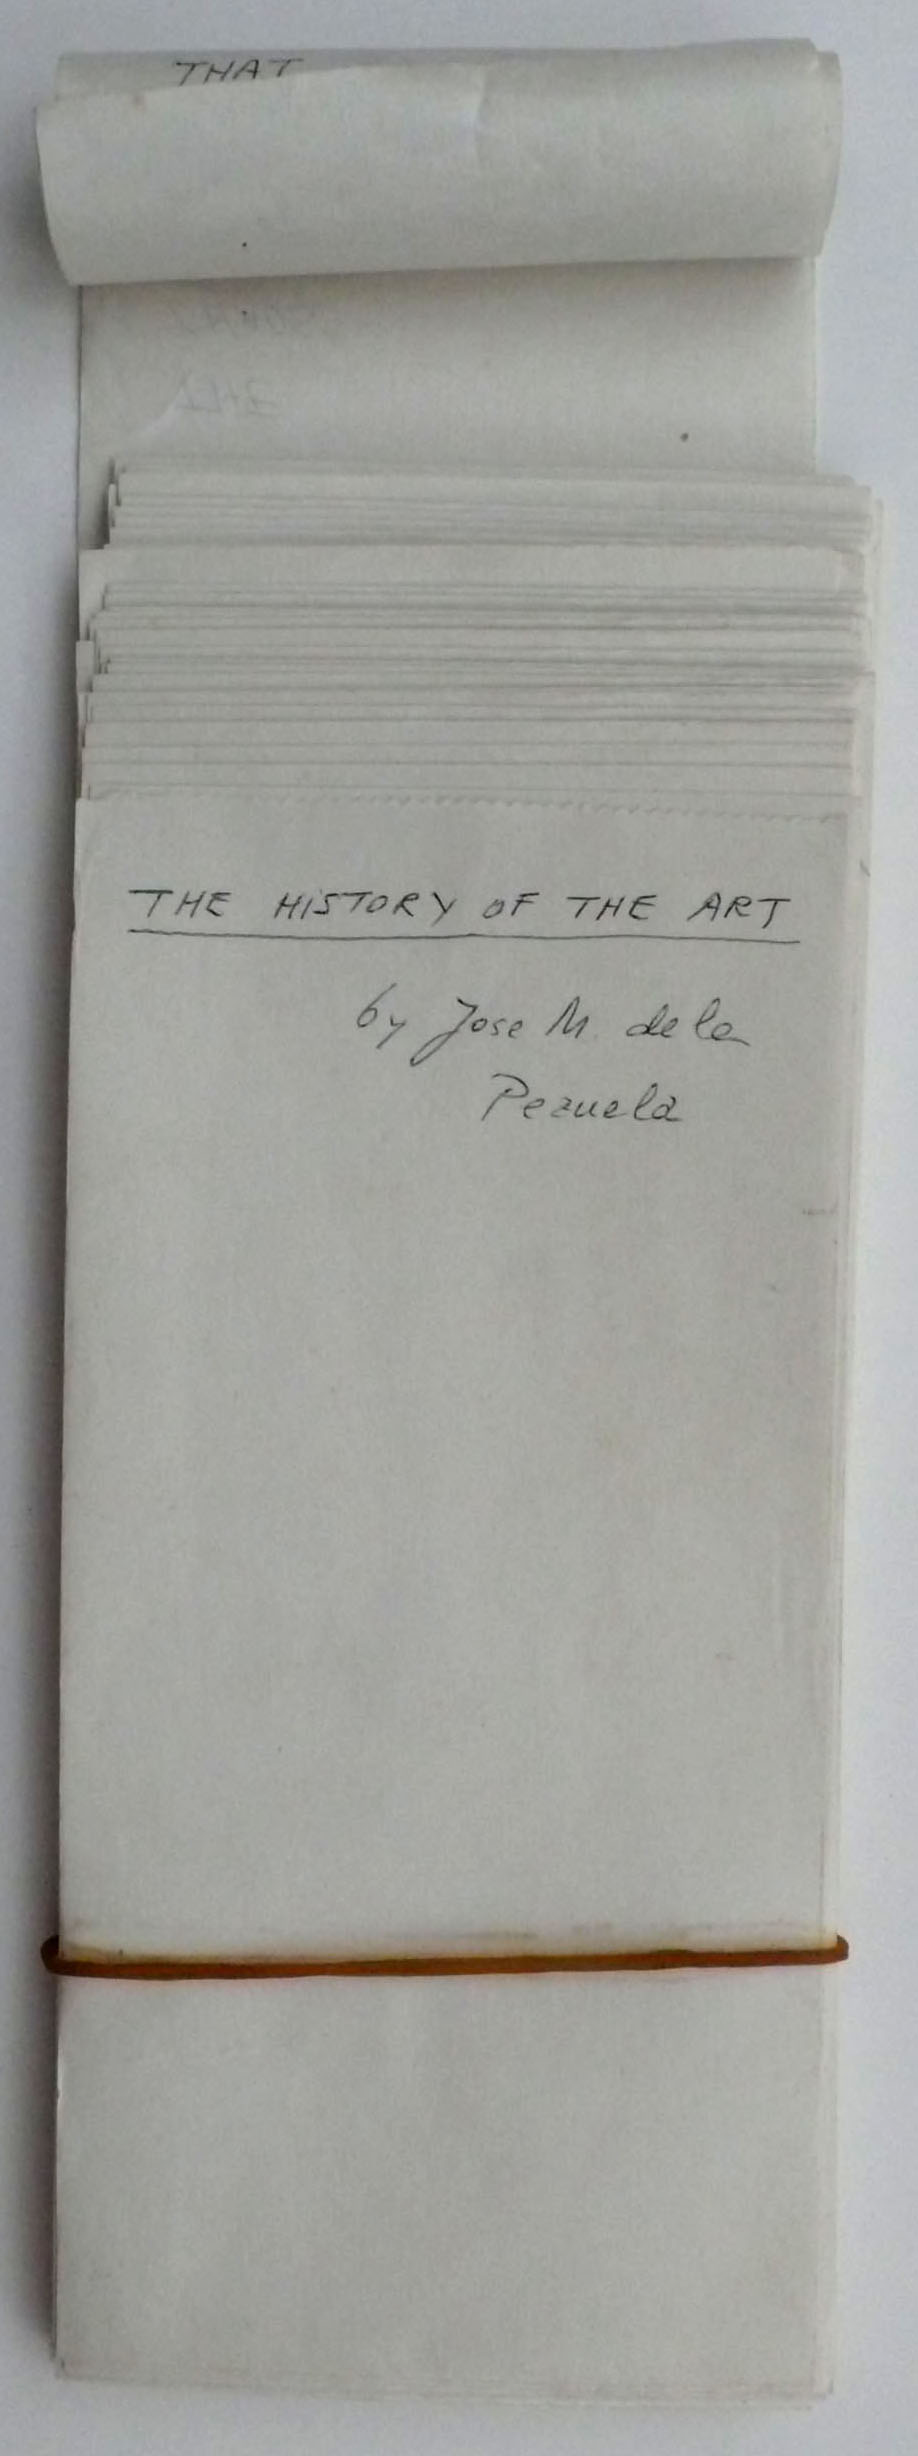 THAT
THE HiSTORY OF THE ART
by Jose M. de la
Pezuela